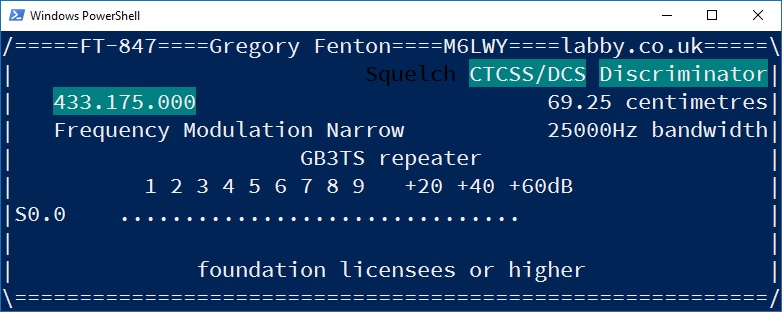 Windows PowerShell
/=====FT-847====Gregory Fenton====M6LWY====labby.co.uk=====\
| Squelch CTCSS/DCS Discriminator|
| 433.175.000 69.25 centimetres|
| Frequency Modulation Narrow 25000Hz bandwidth|
| GB3TS repeater |
| 1 2 3 4 5 6 7 8 9 +20 +40 +60dB |
|S0.0 ............................... |
| |
| foundation licensees or higher |
\==========================================================/